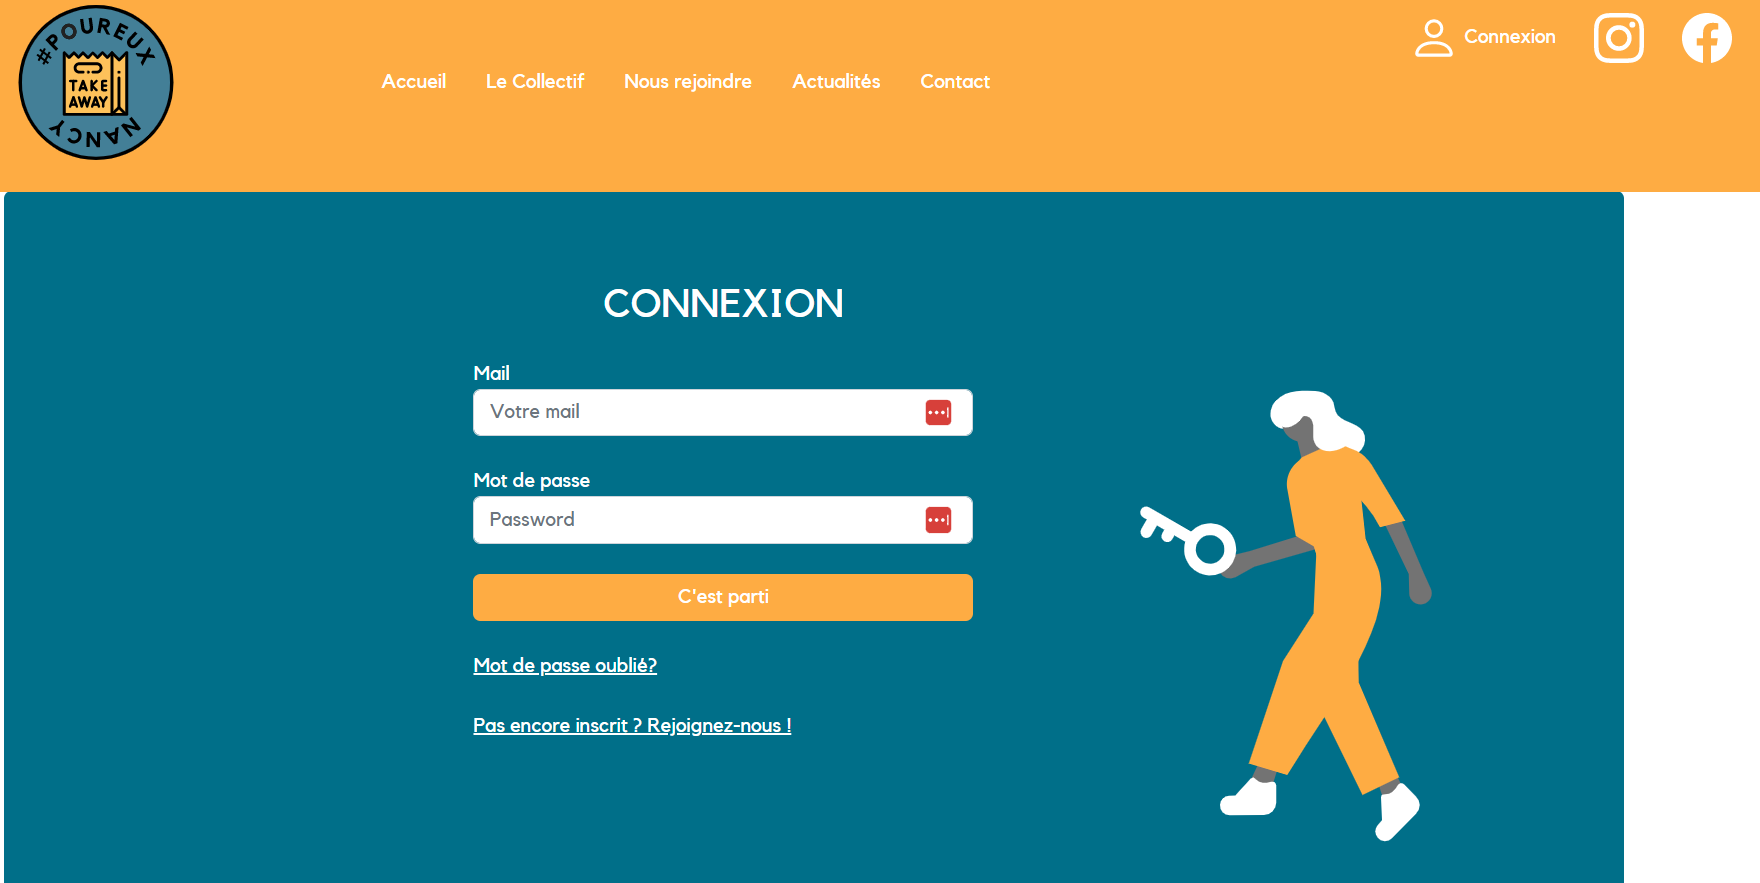 #POUREUX
TAKE
AWAY
NANCY
Connexion
Accueil Le Collectif Nous rejoindre Actualités Contact
CONNEXION
Mail
Votre mail
Mot de passe
Password
C'est parti
Mot de passe oublié?
Pas encore inscrit ? Rejoignez-nous !